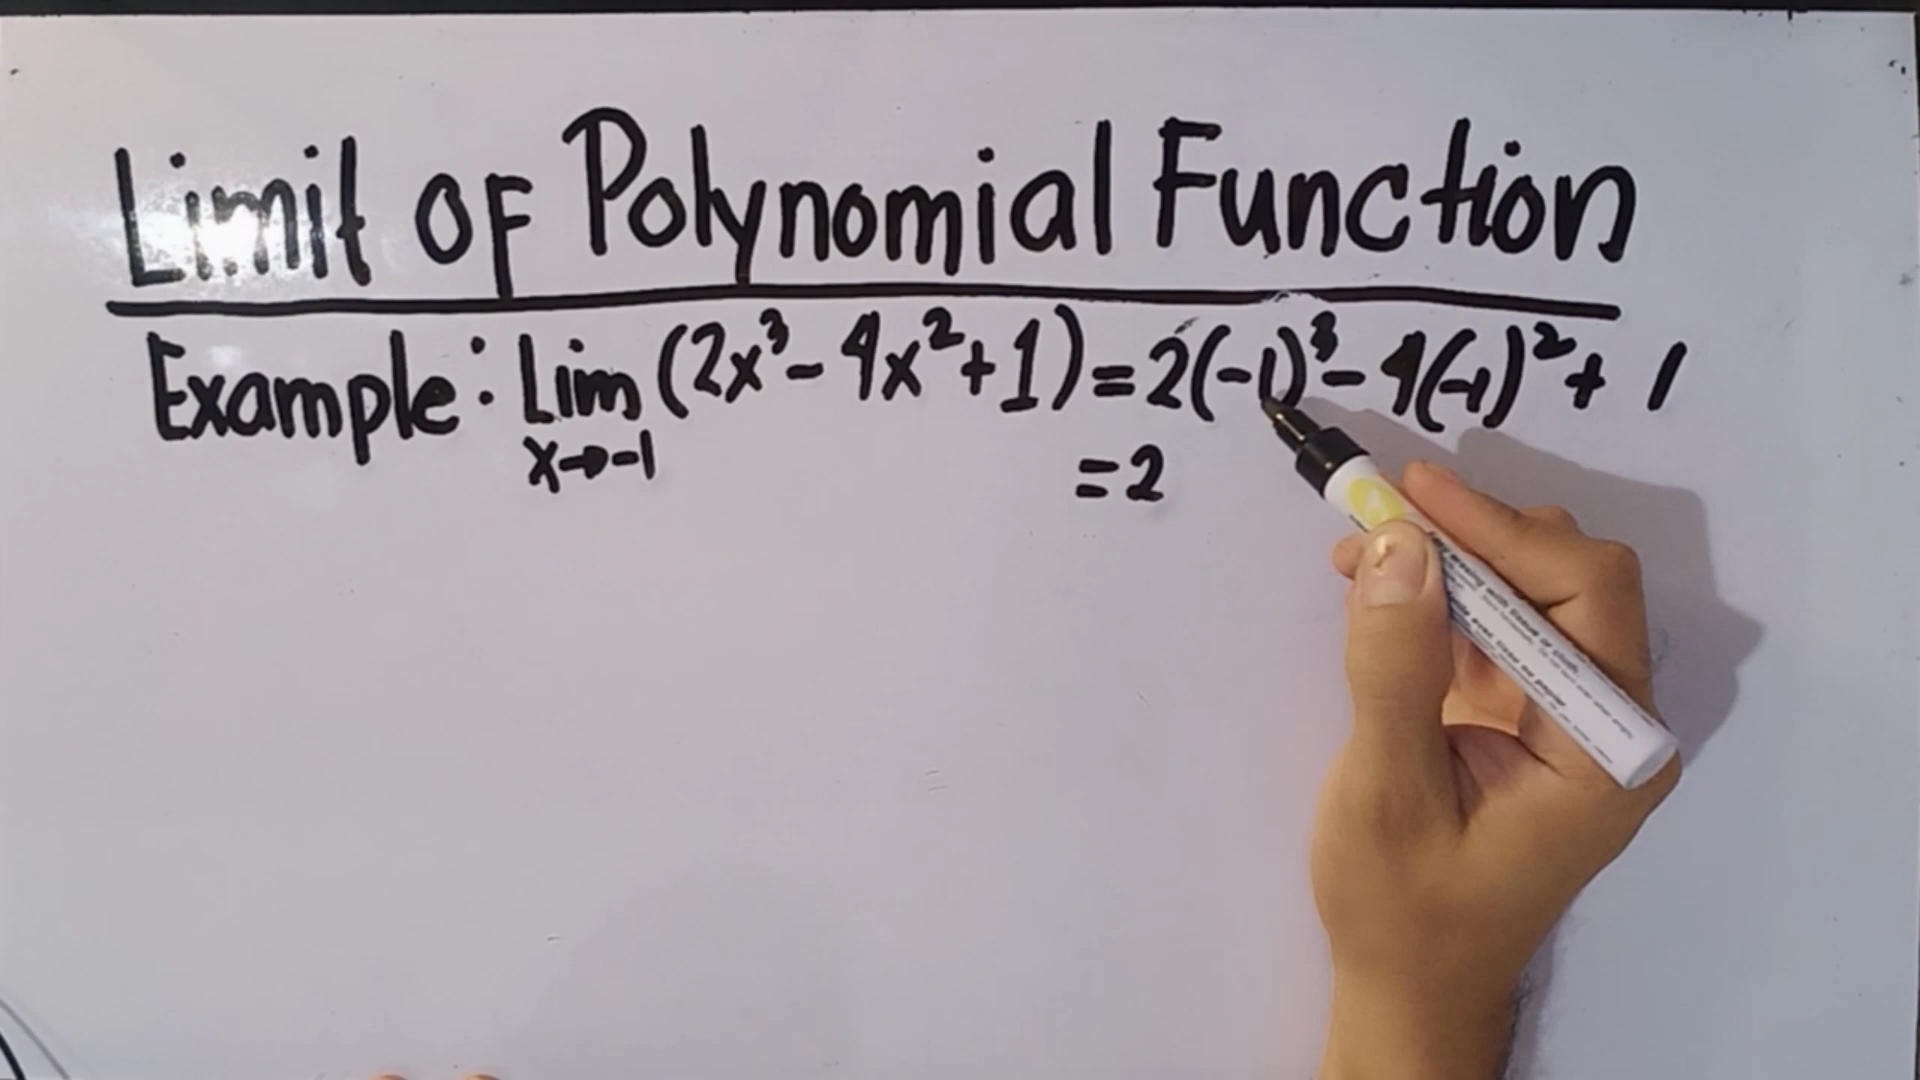 Limit of Polynomial Function
Example: Lim (2x³ - 4x² + 1) = 2(-1)³ - 4(-1)² + 1
x→-1
= 2